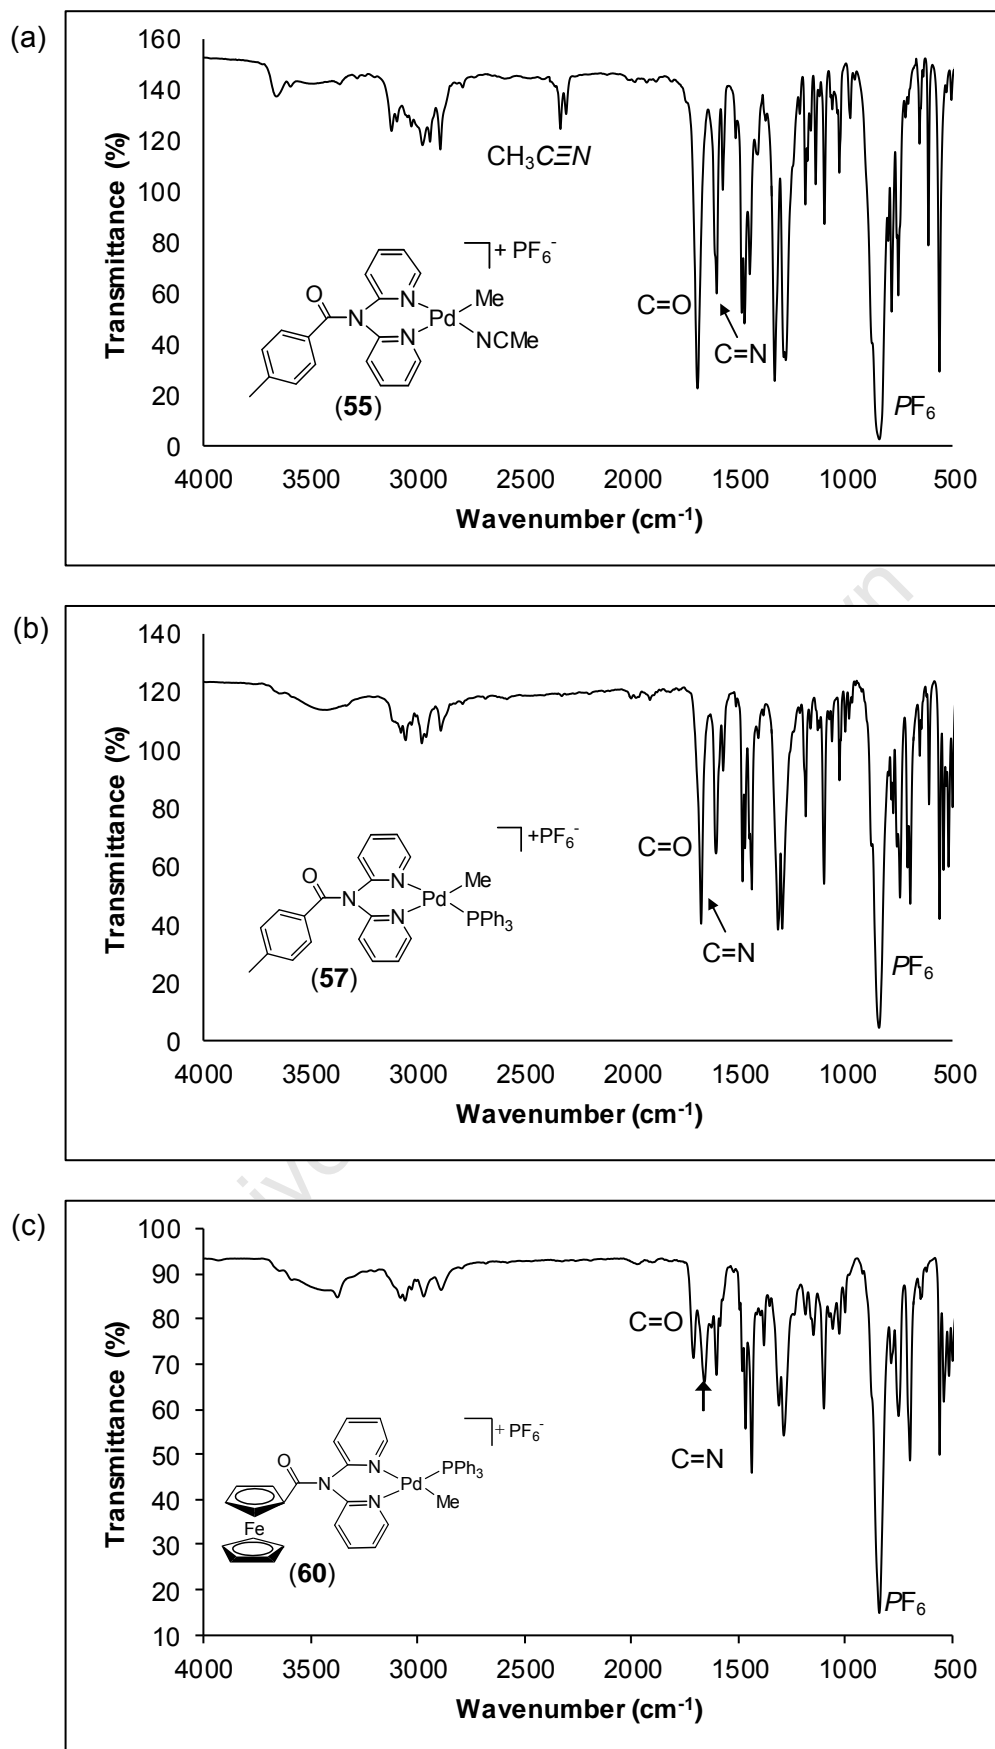 (a)
160
140
120
100
80
60
40
20
0
Transmittance (%)
CH3C≡N
C=O
C=N
PF6
+ PF6-
O
N
N
N
Pd
Me
NCMe
(55)
4000 3500 3000 2500 2000 1500 1000 500
Wavenumber (cm-1)
(b)
140
120
100
80
60
40
20
0
Transmittance (%)
C=O
C=N
PF6
+PF6-
O
N
N
N
Pd
Me
PPh3
(57)
4000 3500 3000 2500 2000 1500 1000 500
Wavenumber (cm-1)
(c)
100
90
80
70
60
50
40
30
20
10
Transmittance (%)
C=O
C=N
PF6
+ PF6-
O
N
N
N
Pd
PPh3
Me
Fe
(60)
4000 3500 3000 2500 2000 1500 1000 500
Wavenumber (cm-1)